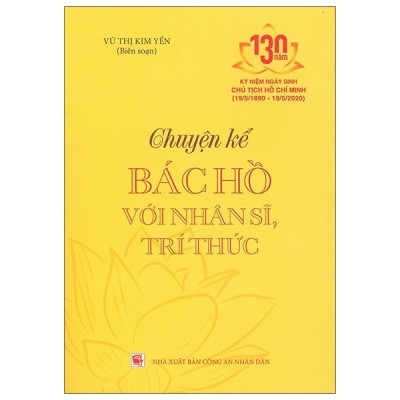 VŨ THỊ KIM YẾN
(Biên soạn)
130
năm
KỶ NIỆM NGÀY SINH
CHỦ TỊCH HỒ CHÍ MINH
(19/5/1890 - 19/5/2020)
Chuyện kể
BÁC HỒ
VỚI NHÂN SĨ,
TRÍ THỨC
NHÀ XUẤT BẢN CÔNG AN NHÂN DÂN